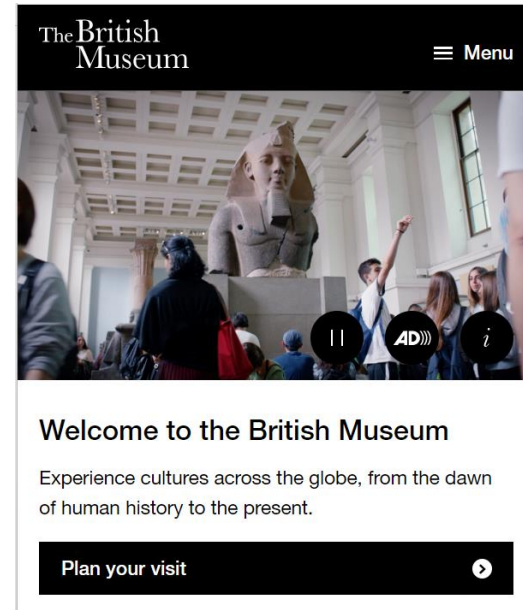 The British
Museum
Menu
AD
i
Welcome to the British Museum
Experience cultures across the globe, from the dawn
of human history to the present.
Plan your visit